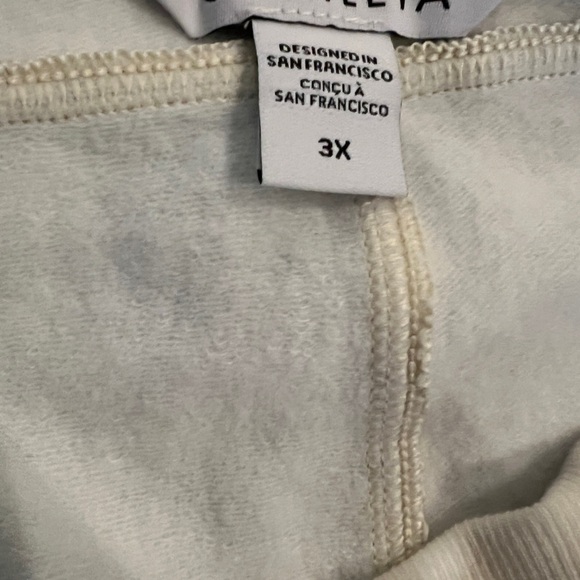 DESIGNED IN
SAN FRANCISCO
CONÇU À
SAN FRANCISCO
3X